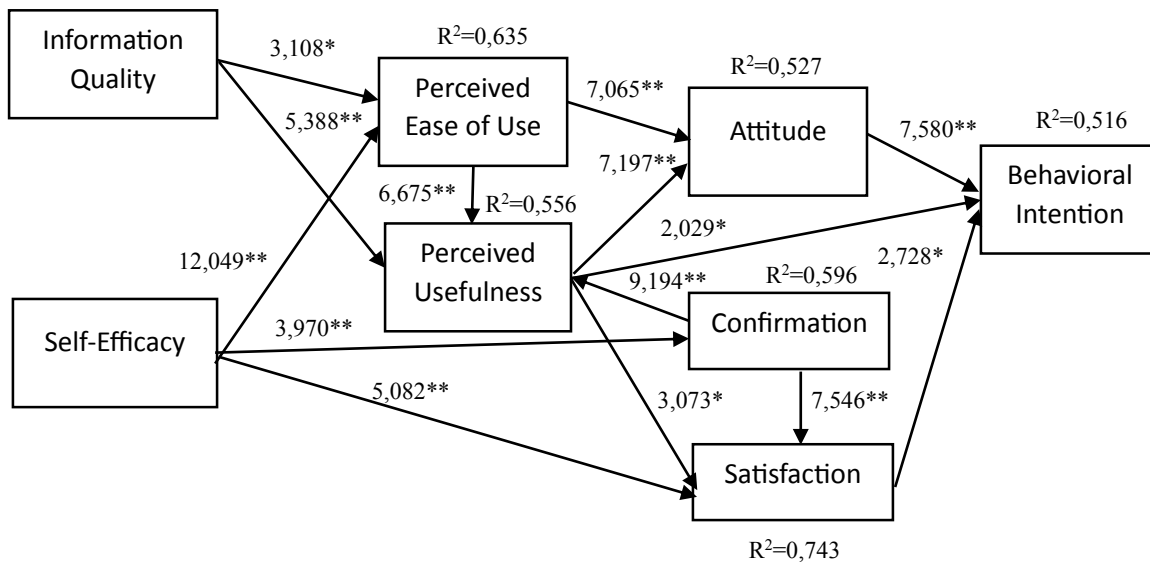 Information
Quality
3,108*
R²=0,635
Perceived
Ease of Use
7,065**
R²=0,527
Attitude
7,580**
R²=0,516
Behavioral
Intention
5,388**
6,675**
R²=0,556
7,197**
2,029*
Perceived
Usefulness
12,049**
9,194**
R²=0,596
Confirmation
2,728*
Self-Efficacy
3,970**
5,082**
3,073*
7,546**
Satisfaction
R²=0,743